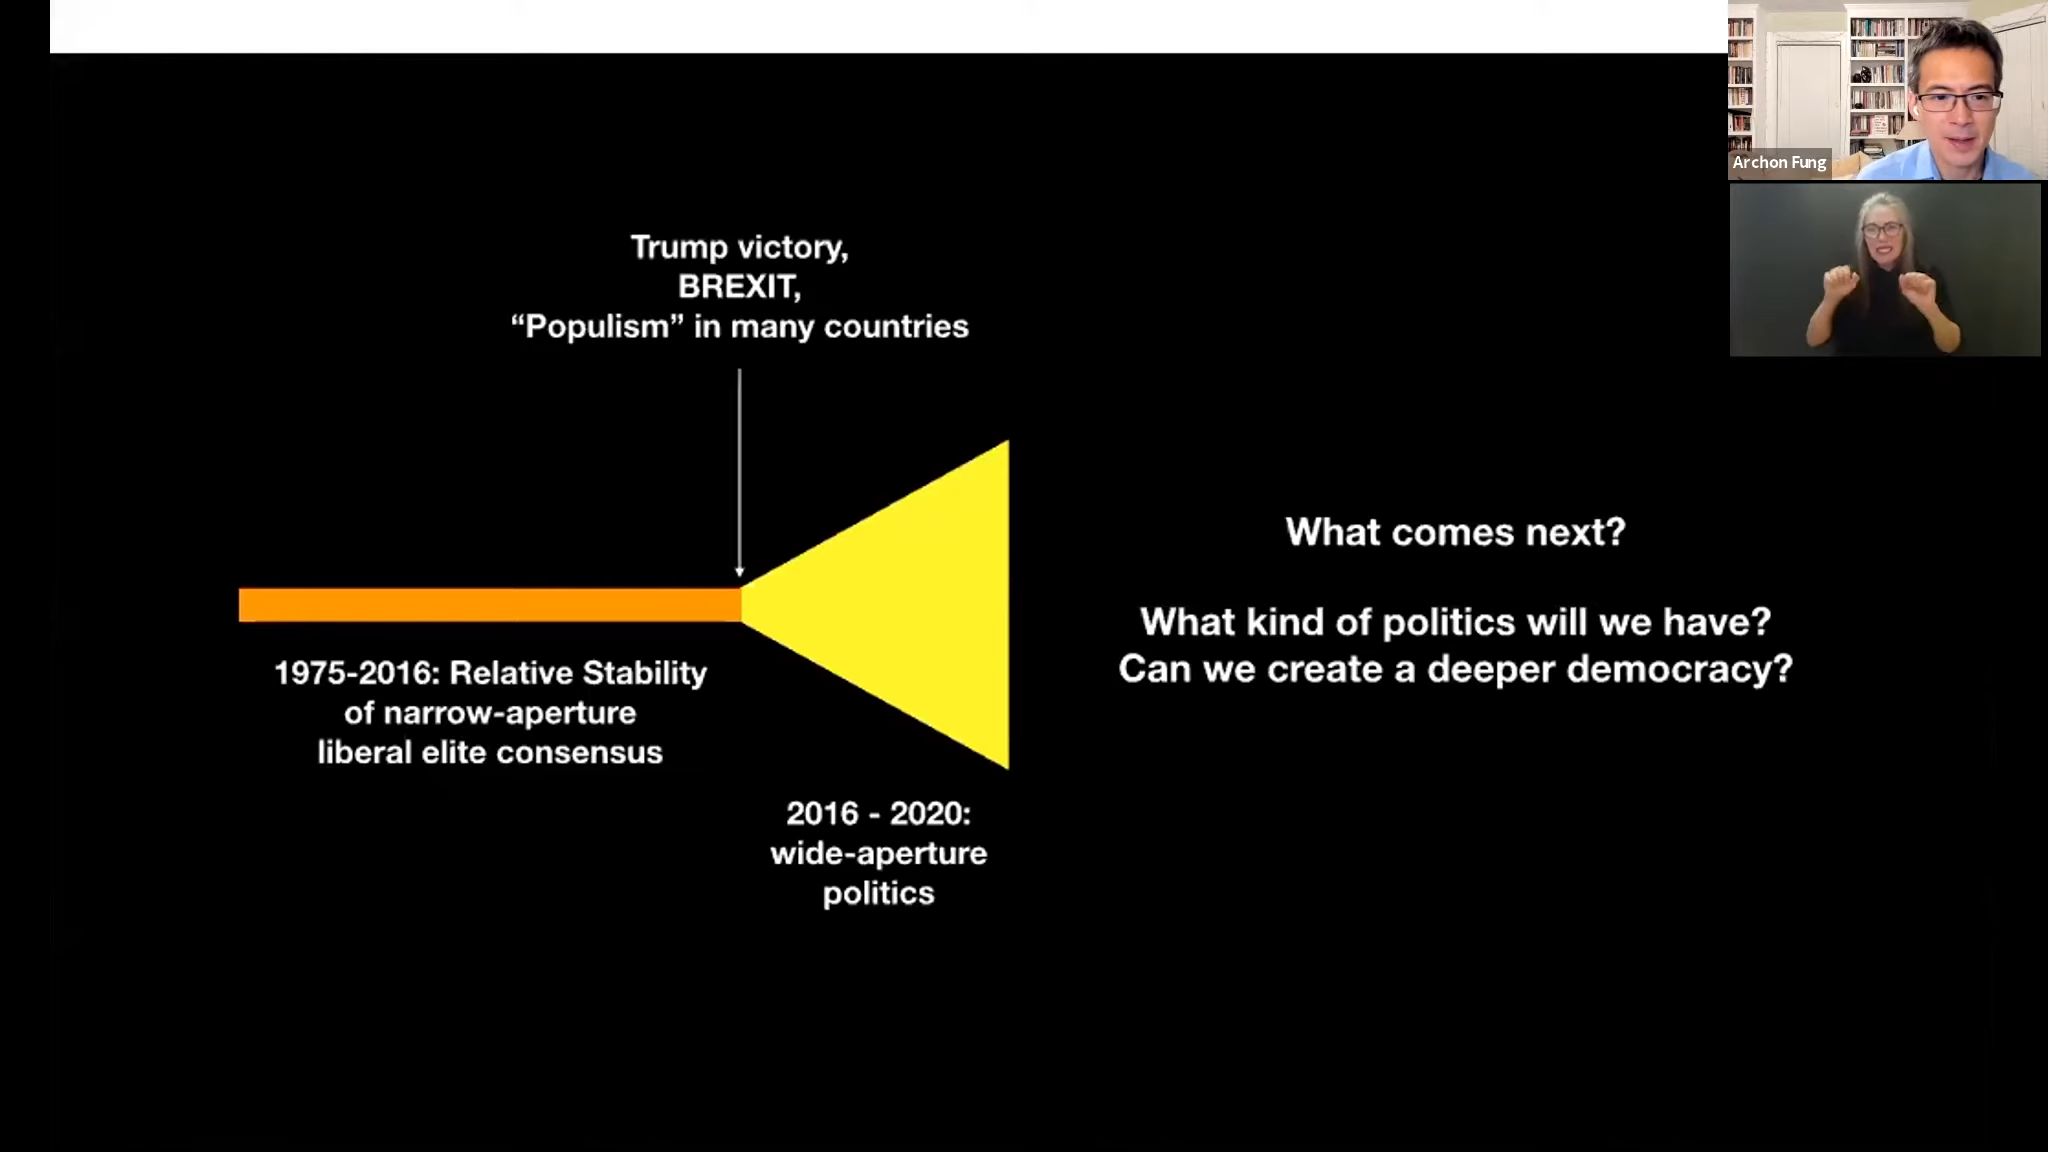 Trump victory,
BREXIT,
“Populism” in many countries
1975-2016: Relative Stability
of narrow-aperture
liberal elite consensus
2016 - 2020:
wide-aperture
politics
What comes next?
What kind of politics will we have?
Can we create a deeper democracy?
Archon Fung